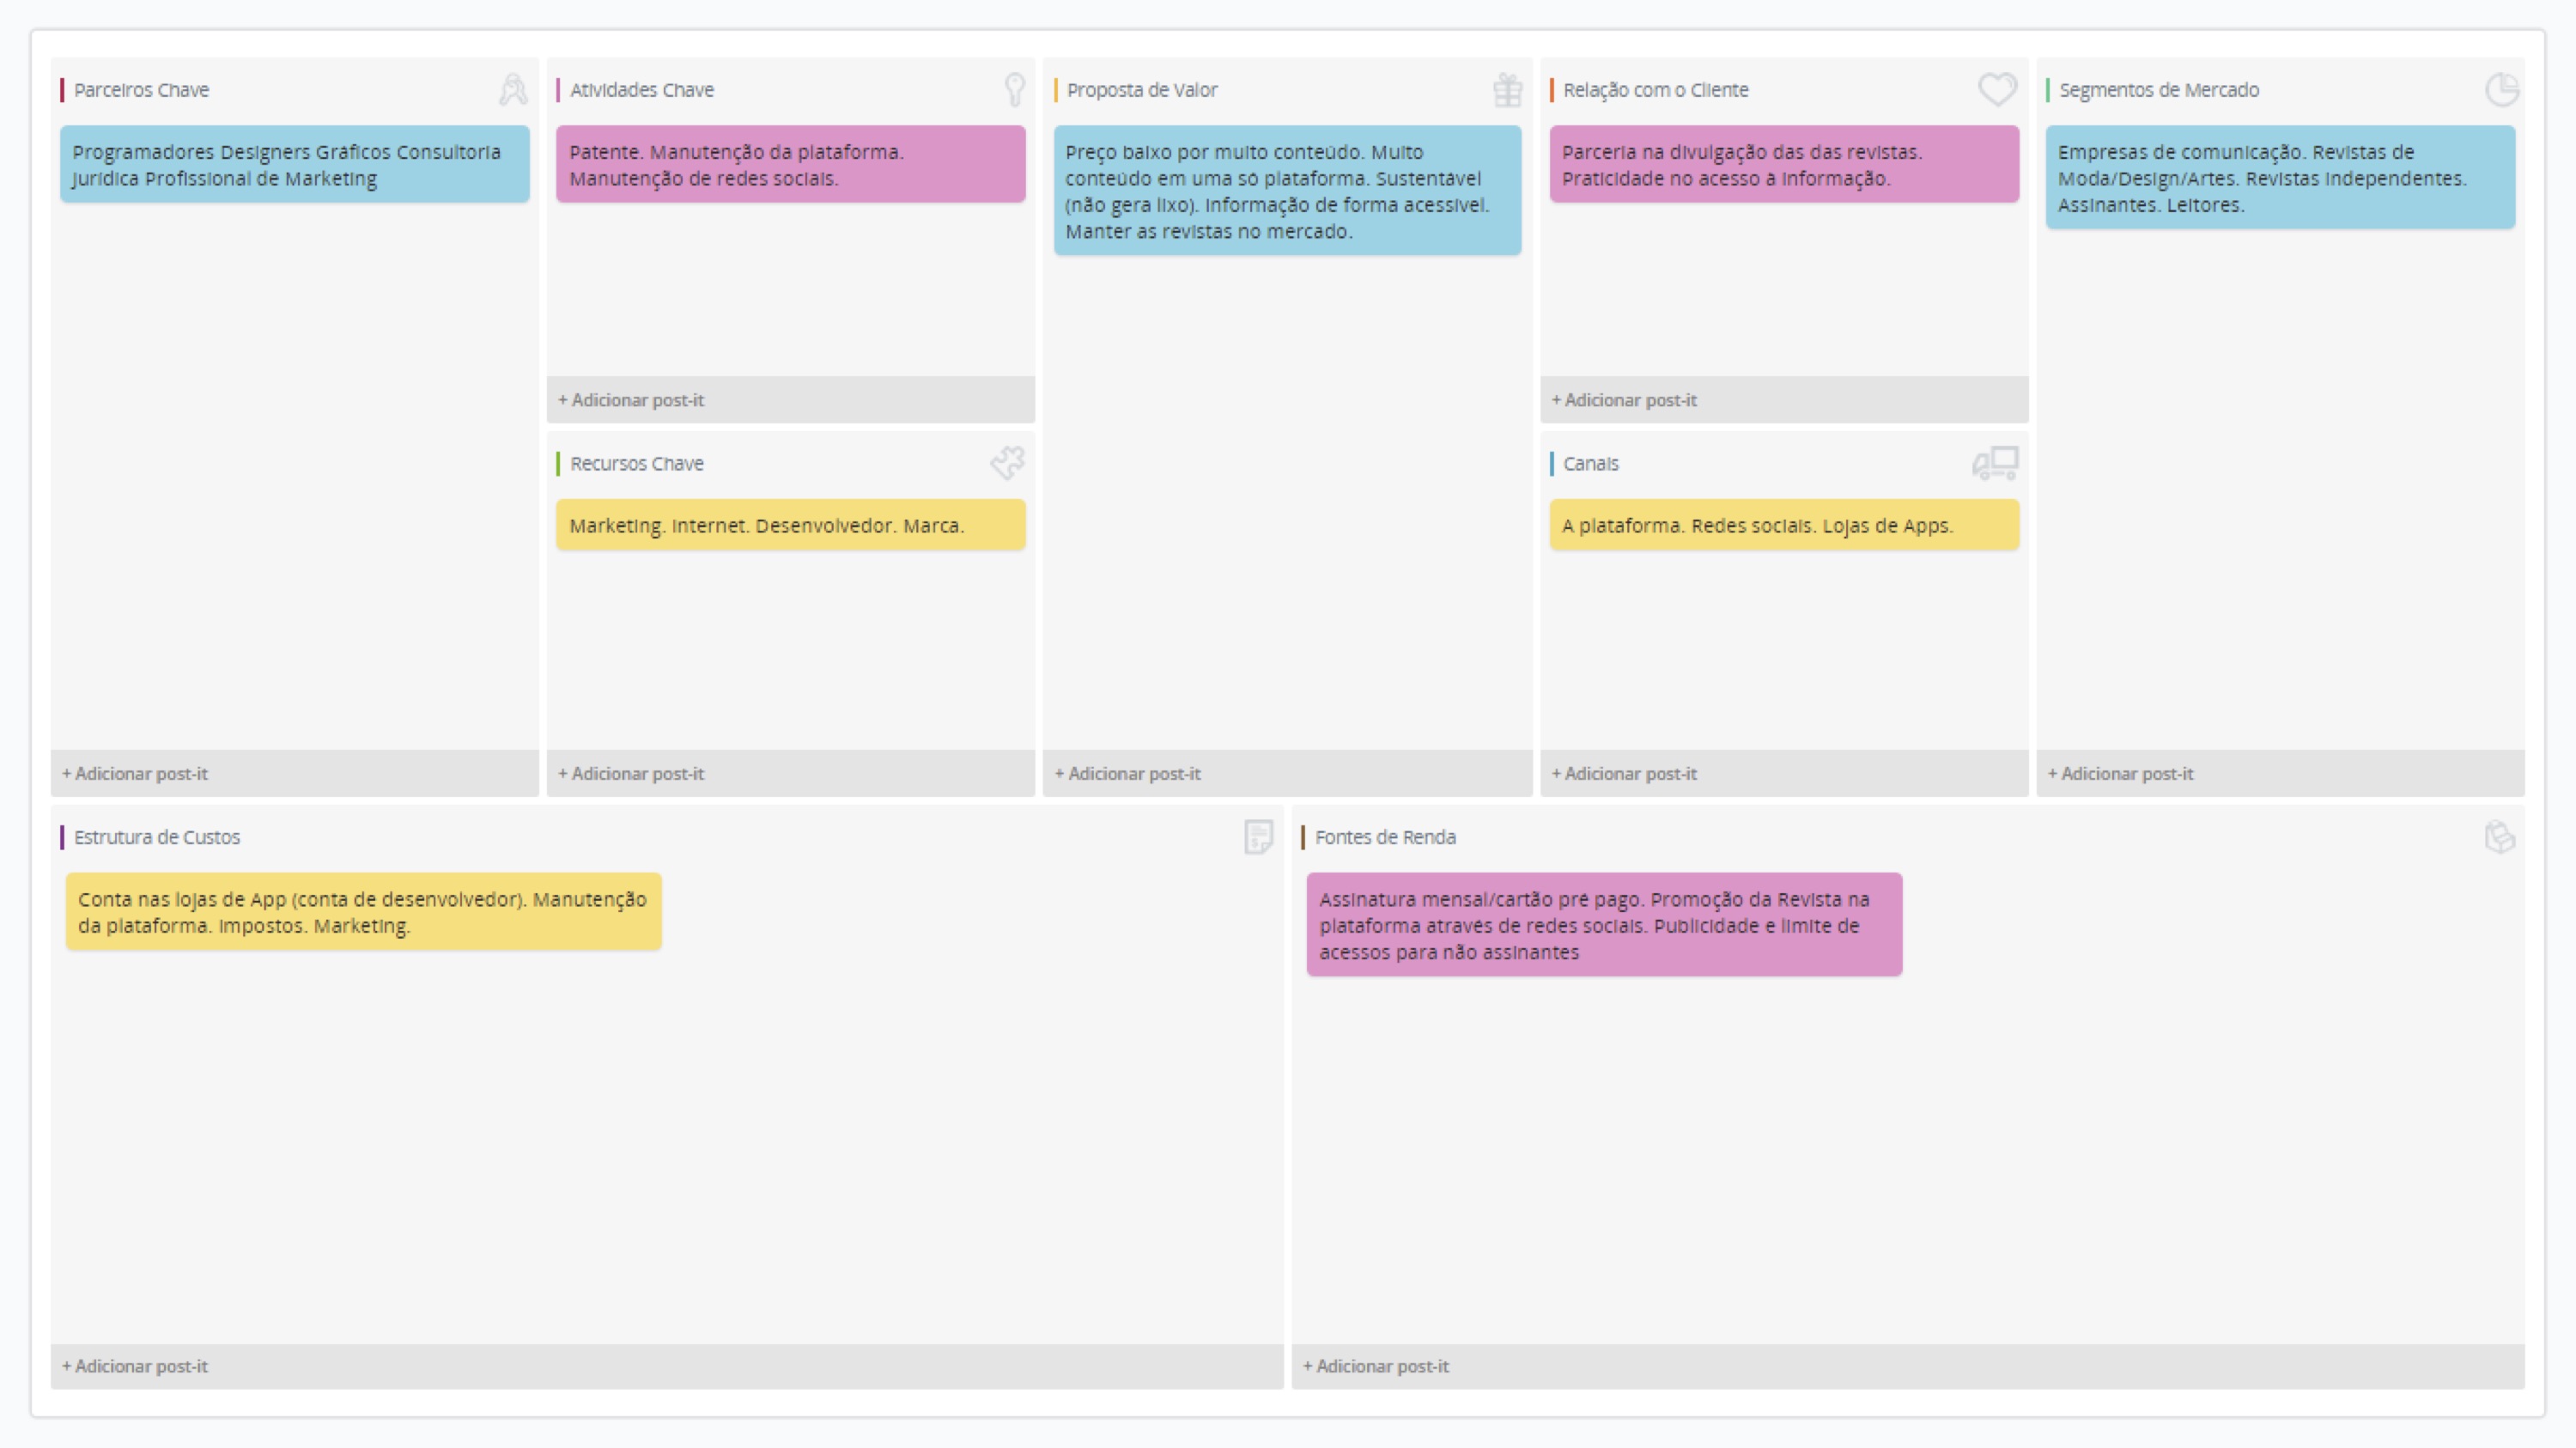 Parceiros Chave
Programadores Designers Gráficos Consultoria
Jurídica Profissional de Marketing
+ Adicionar post-it
Atividades Chave
Patente. Manutenção da plataforma.
Manutenção de redes sociais.
+ Adicionar post-it
Recursos Chave
Marketing. Internet. Desenvolvedor. Marca.
+ Adicionar post-it
Proposta de Valor
Preço baixo por muito conteúdo. Muito
conteúdo em uma só plataforma. Sustentável
(não gera lixo). Informação de forma acessível.
Manter as revistas no mercado.
+ Adicionar post-it
Relação com o Cliente
Parceria na divulgação das das revistas.
Praticidade no acesso à informação.
+ Adicionar post-it
Canais
A plataforma. Redes sociais. Lojas de Apps.
+ Adicionar post-it
Segmentos de Mercado
Empresas de comunicação. Revistas de
Moda/Design/Artes. Revistas Independentes.
Assinantes. Leitores.
+ Adicionar post-it
Estrutura de Custos
Conta nas lojas de App (conta de desenvolvedor). Manutenção
da plataforma. Impostos. Marketing.
+ Adicionar post-it
Fontes de Renda
Assinatura mensal/cartão pré pago. Promoção da Revista na
plataforma através de redes sociais. Publicidade e limite de
acessos para não assinantes
+ Adicionar post-it